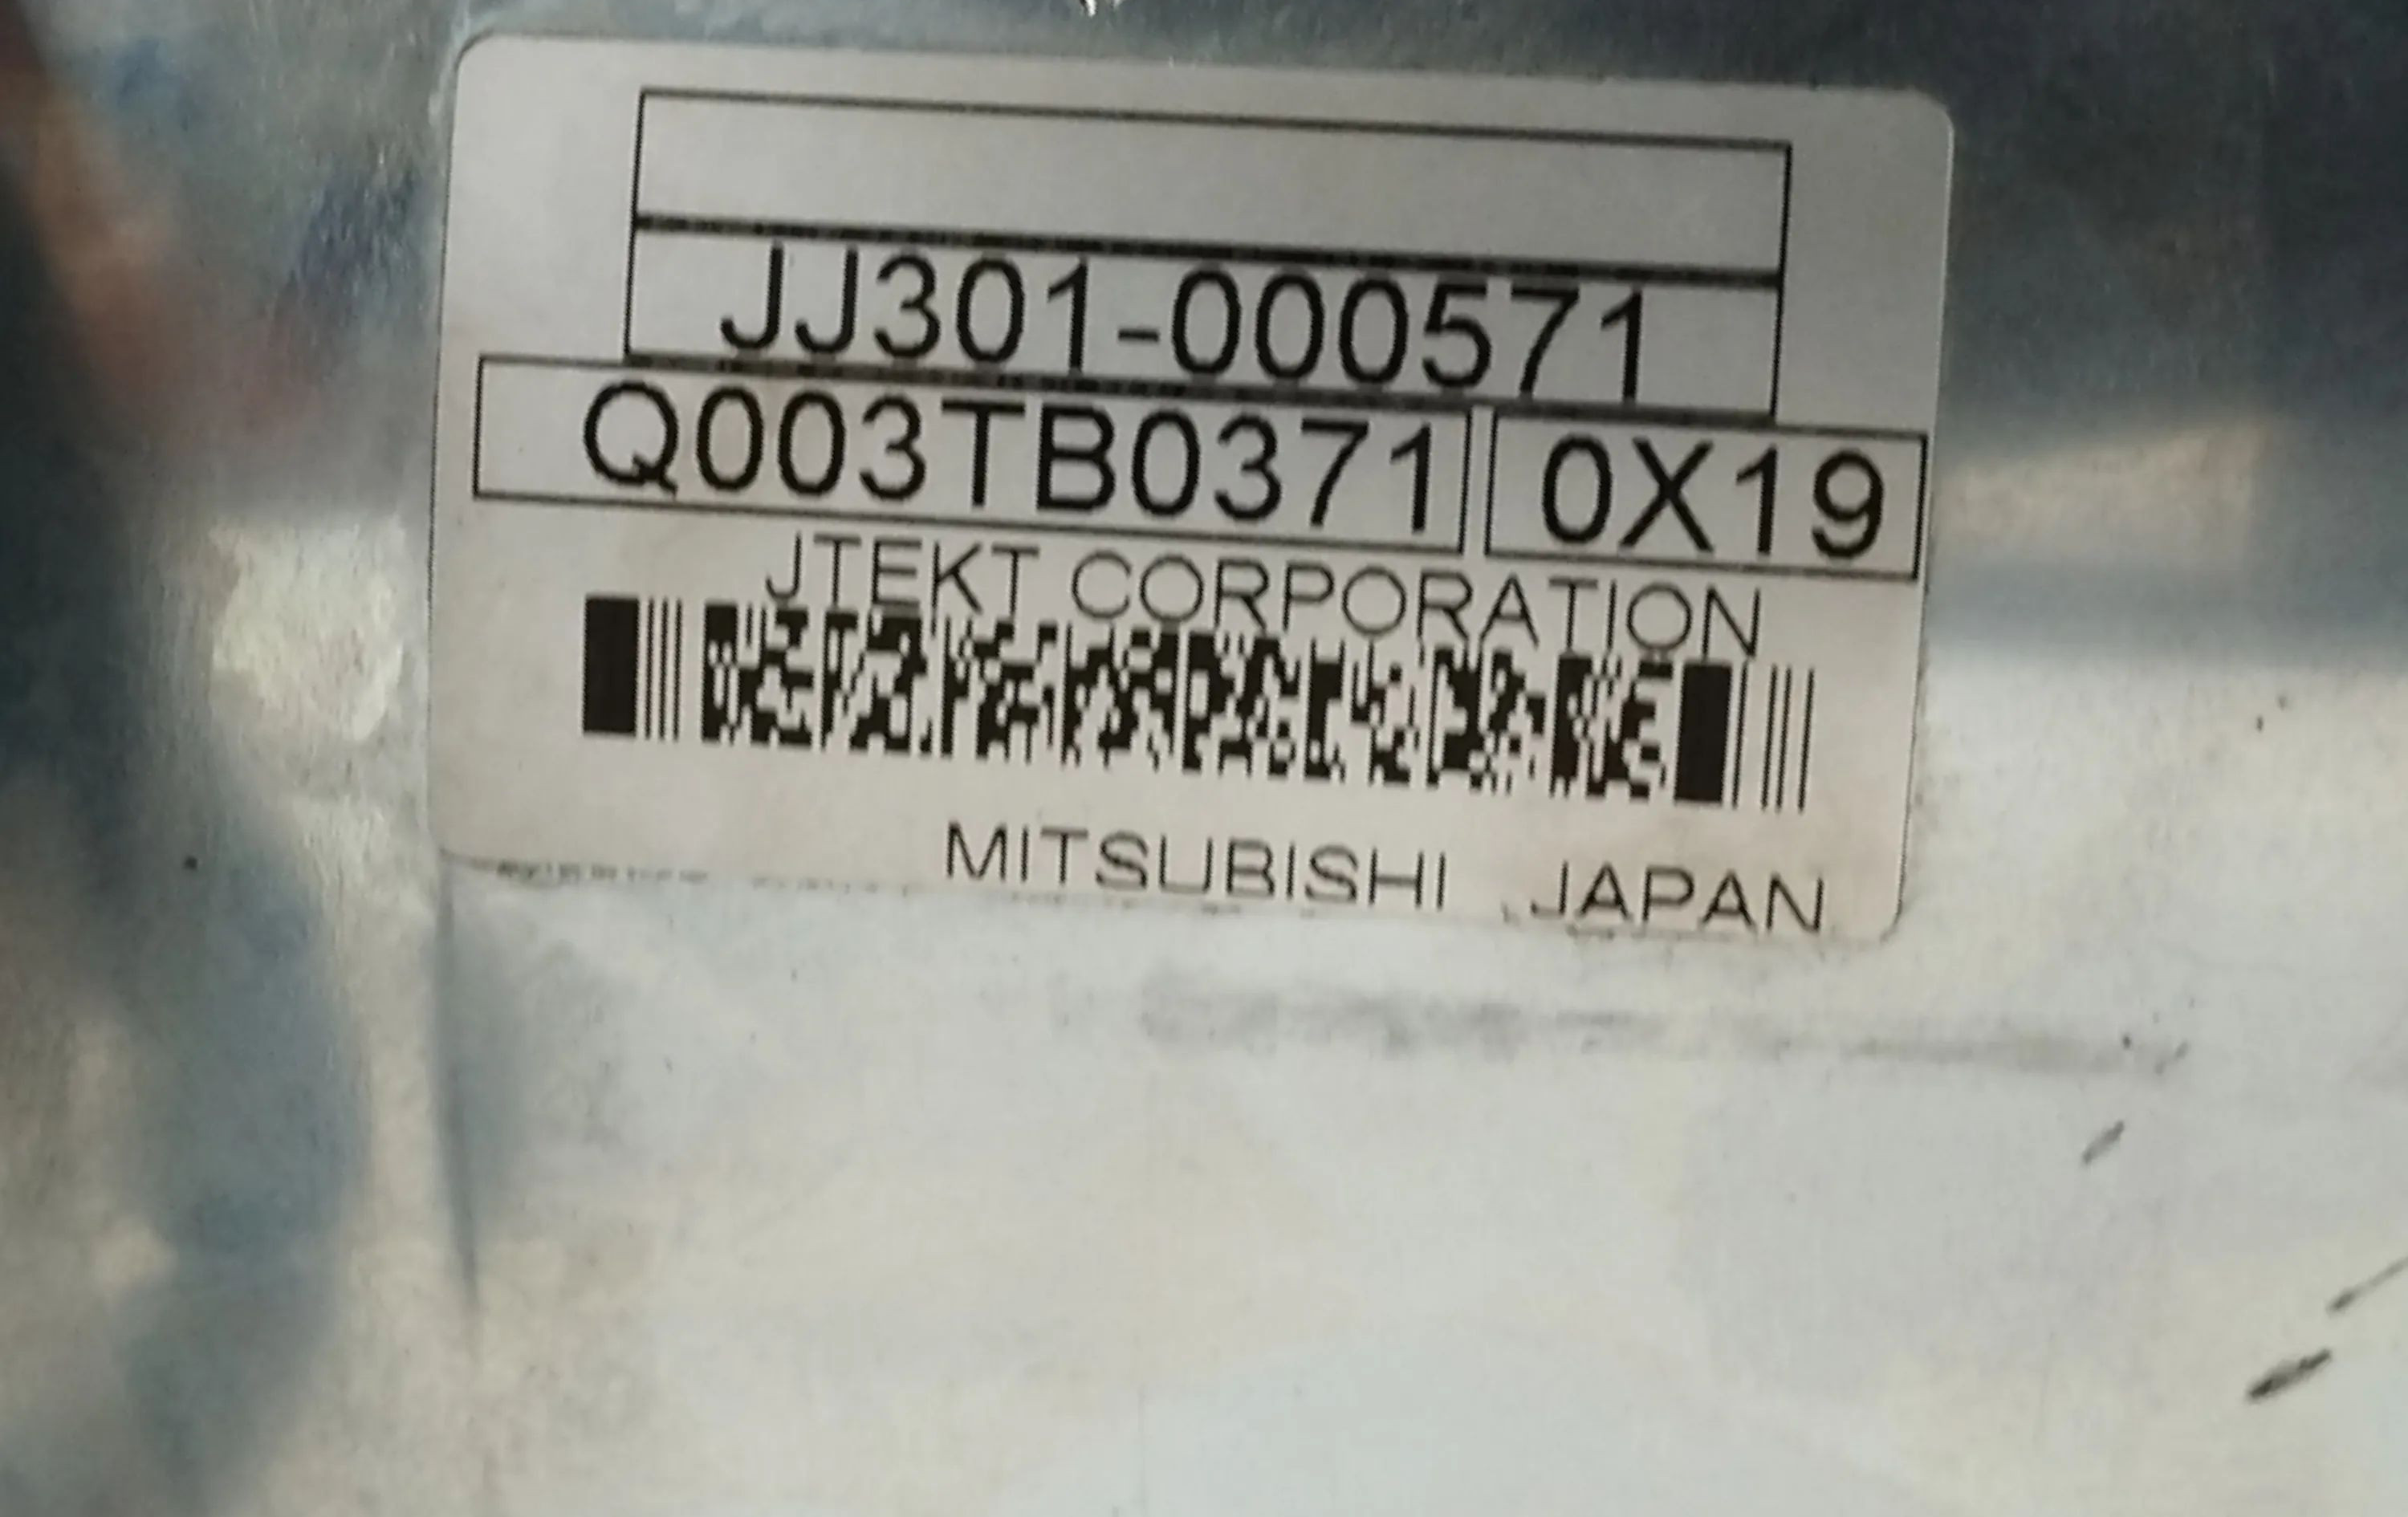 JJ301-000571
Q003TB0371 0X19
JTEKT CORPORATION
MITSUBISHI JAPAN